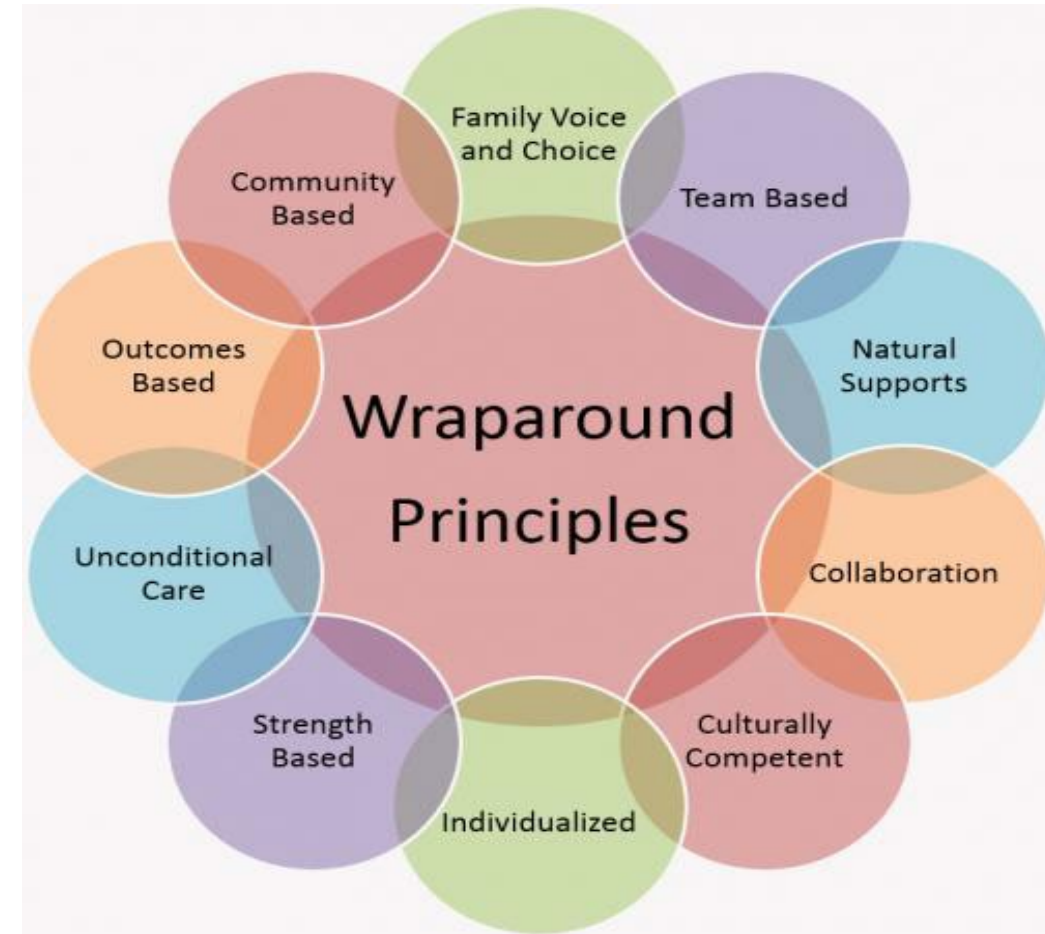 Family Voice
and Choice
Team Based
Natural
Supports
Collaboration
Culturally
Competent
Individualized
Strength
Based
Unconditional
Care
Outcomes
Based
Community
Based
Wraparound
Principles